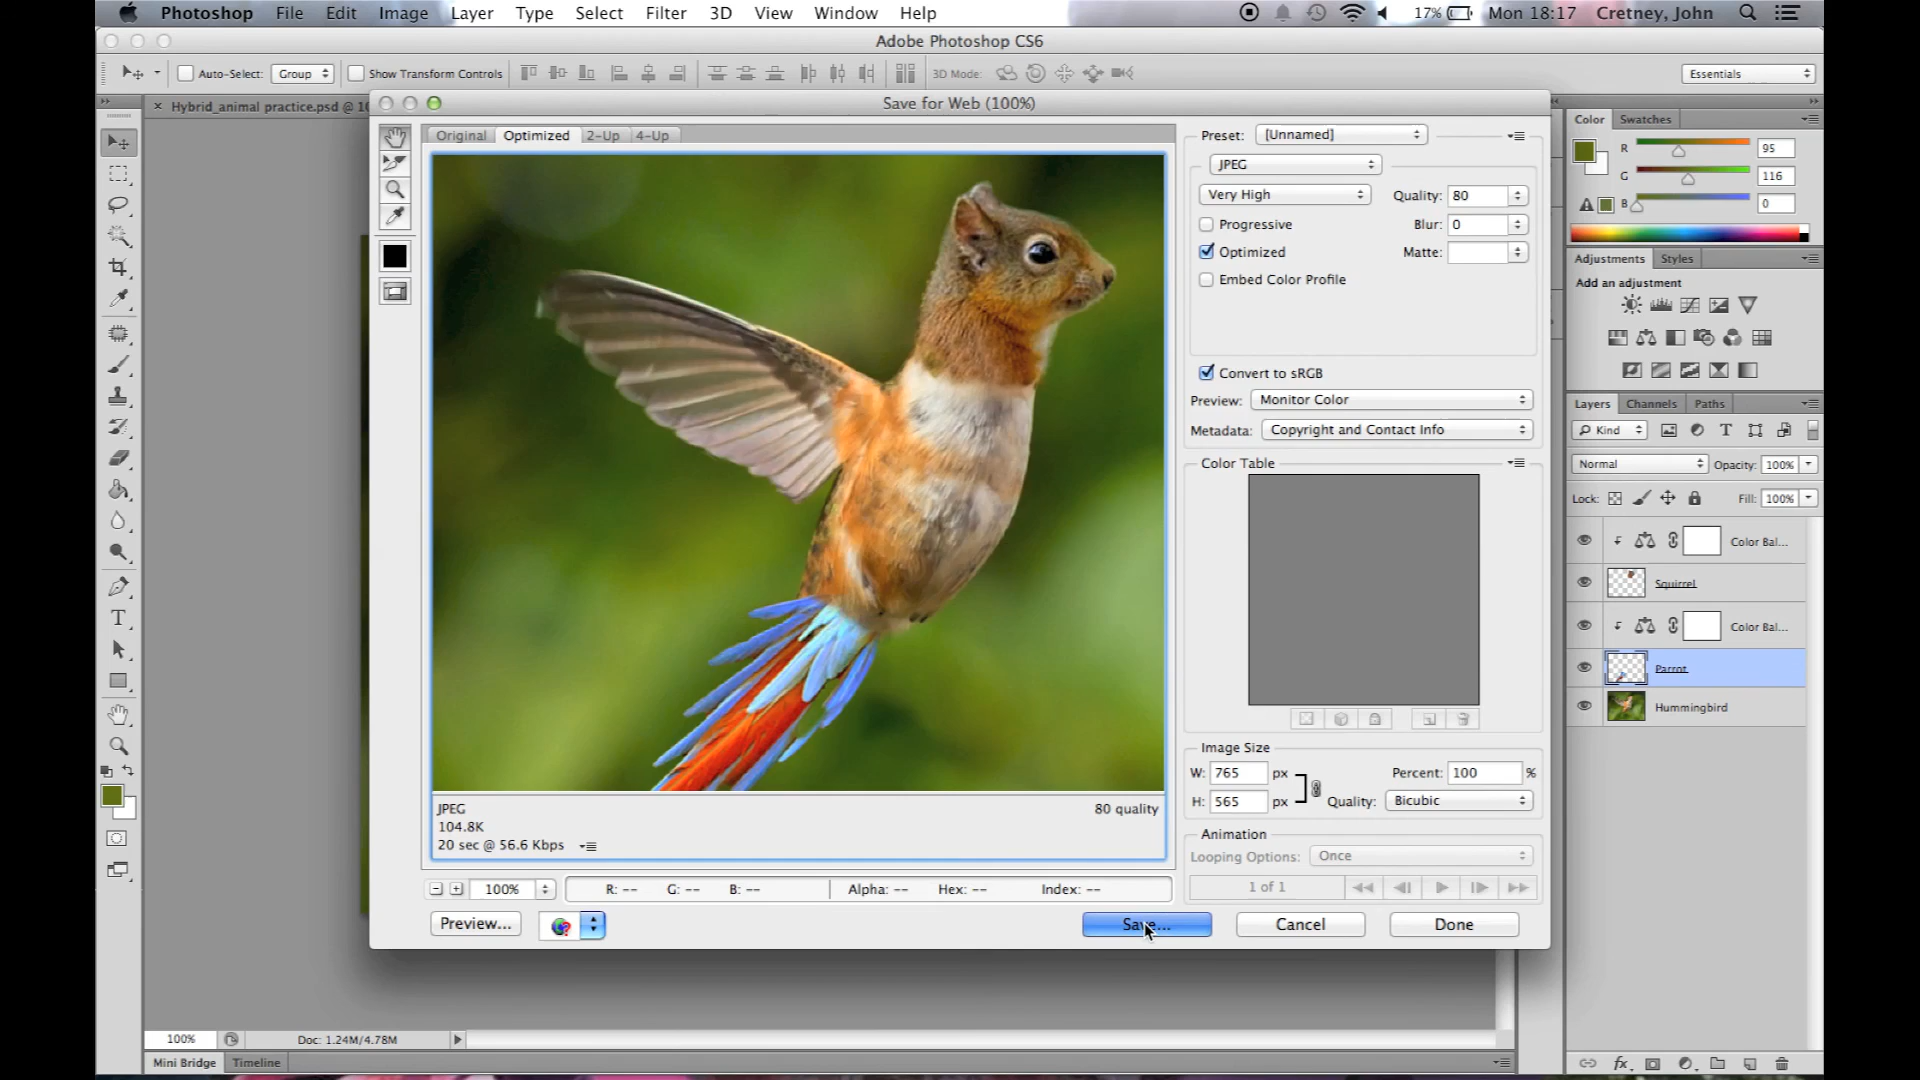 Photoshop File Edit Image Layer Type Select Filter 3D View Window Help 17% Mon 18:17 Cretney, John
Adobe Photoshop CS6
Auto-Select: Group Show Transform Controls 3D Mode: Essentials
Hybrid_animal practice.psd @ 10
Save for Web (100%)
Original Optimized 2-Up 4-Up
Preset: [Unnamed]
JPEG
Very High Quality: 80
Progressive Blur: 0
Optimized Matte:
Embed Color Profile
Convert to sRGB
Preview: Monitor Color
Metadata: Copyright and Contact Info
Color Table
Image Size
W: 765 px Percent: 100 %
H: 565 px Quality: Bicubic
Animation
Looping Options: Once
1 of 1
JPEG 80 quality
104.8K
20 sec @ 56.6 Kbps
100% R: -- G: -- B: -- Alpha: -- Hex: -- Index: --
Preview... Save... Cancel Done
Color Swatches
R 95
G 116
B 0
Adjustments Styles
Add an adjustment
Layers Channels Paths
Kind
Normal Opacity: 100%
Lock: Fill: 100%
Color Bal...
Squirrel
Color Bal...
Parrot
Hummingbird
100% Doc: 1.24M/4.78M
Mini Bridge Timeline